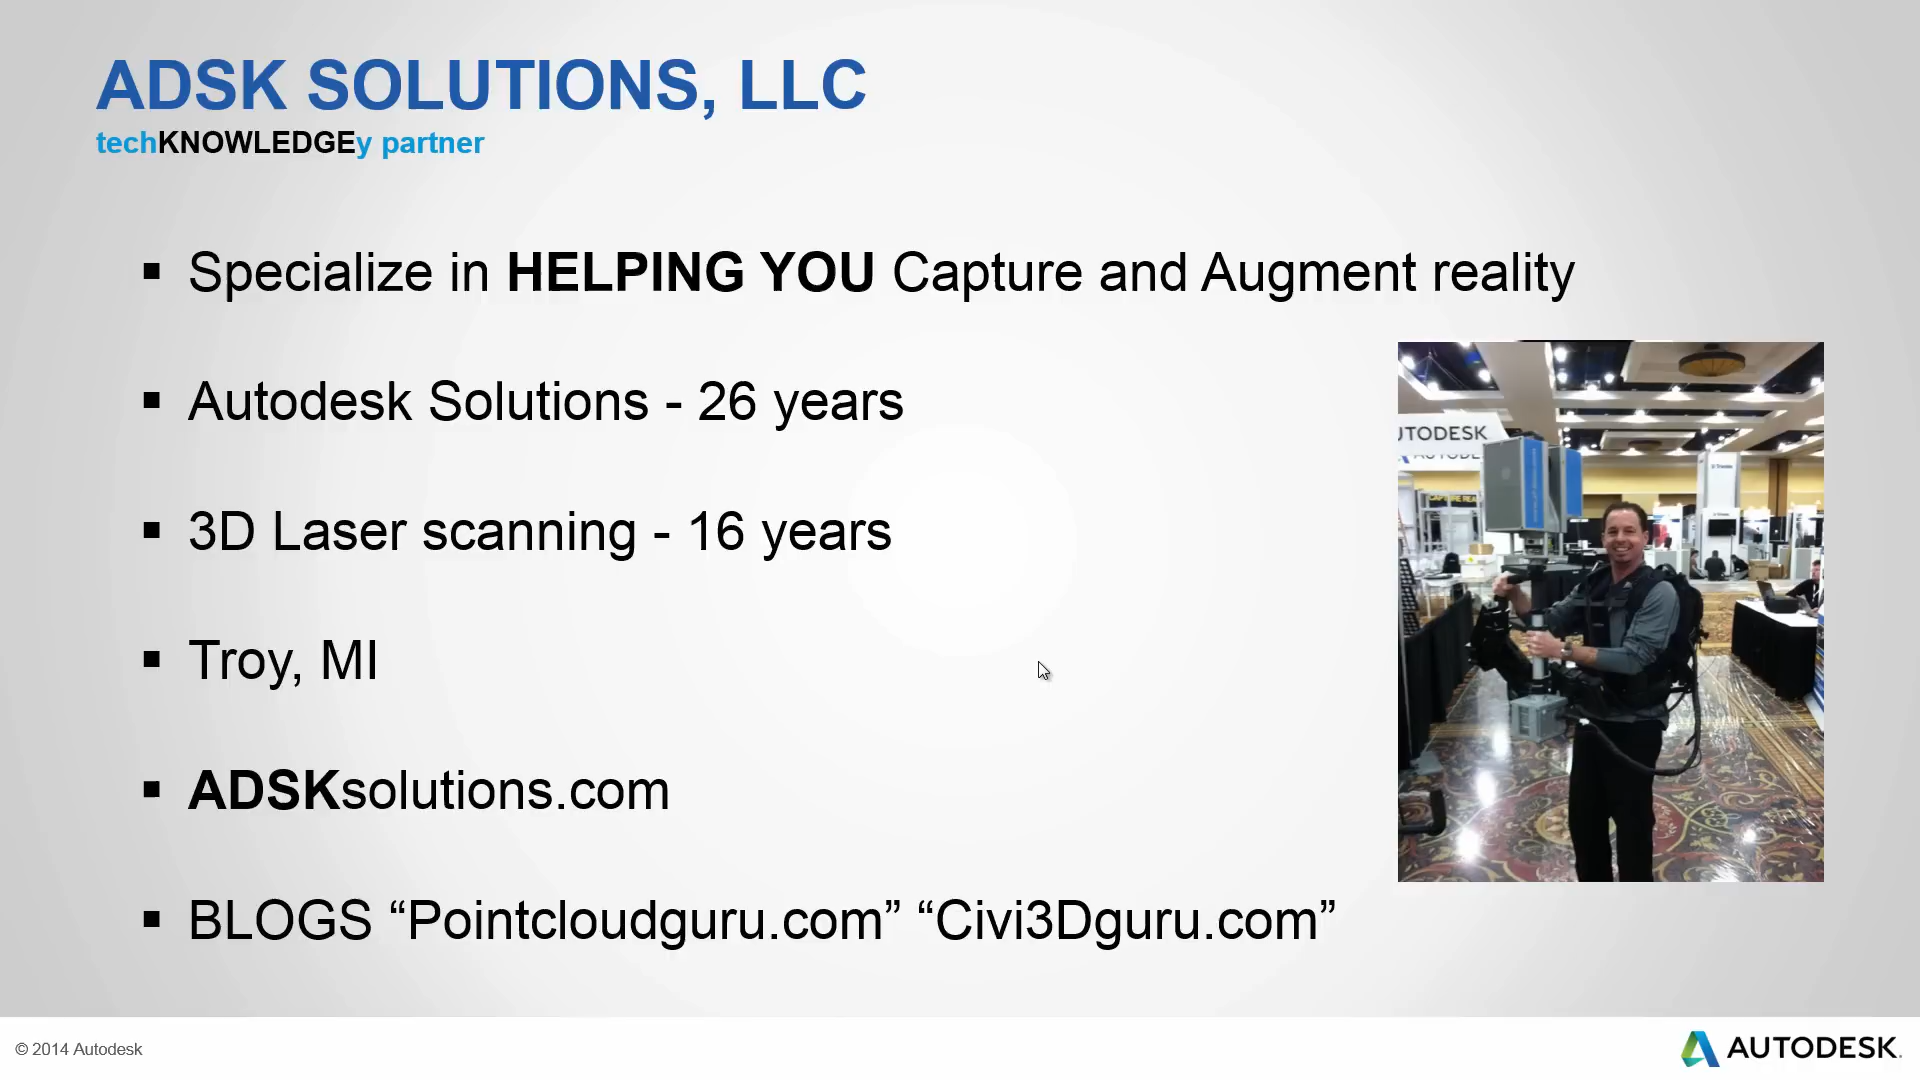 ADSK SOLUTIONS, LLC
techKNOWLEDGEy partner
▪ Specialize in HELPING YOU Capture and Augment reality
▪ Autodesk Solutions - 26 years
▪ 3D Laser scanning - 16 years
▪ Troy, MI
▪ ADSKsolutions.com
▪ BLOGS “Pointcloudguru.com” “Civi3Dguru.com”
UTODESK
© 2014 Autodesk
AUTODESK.